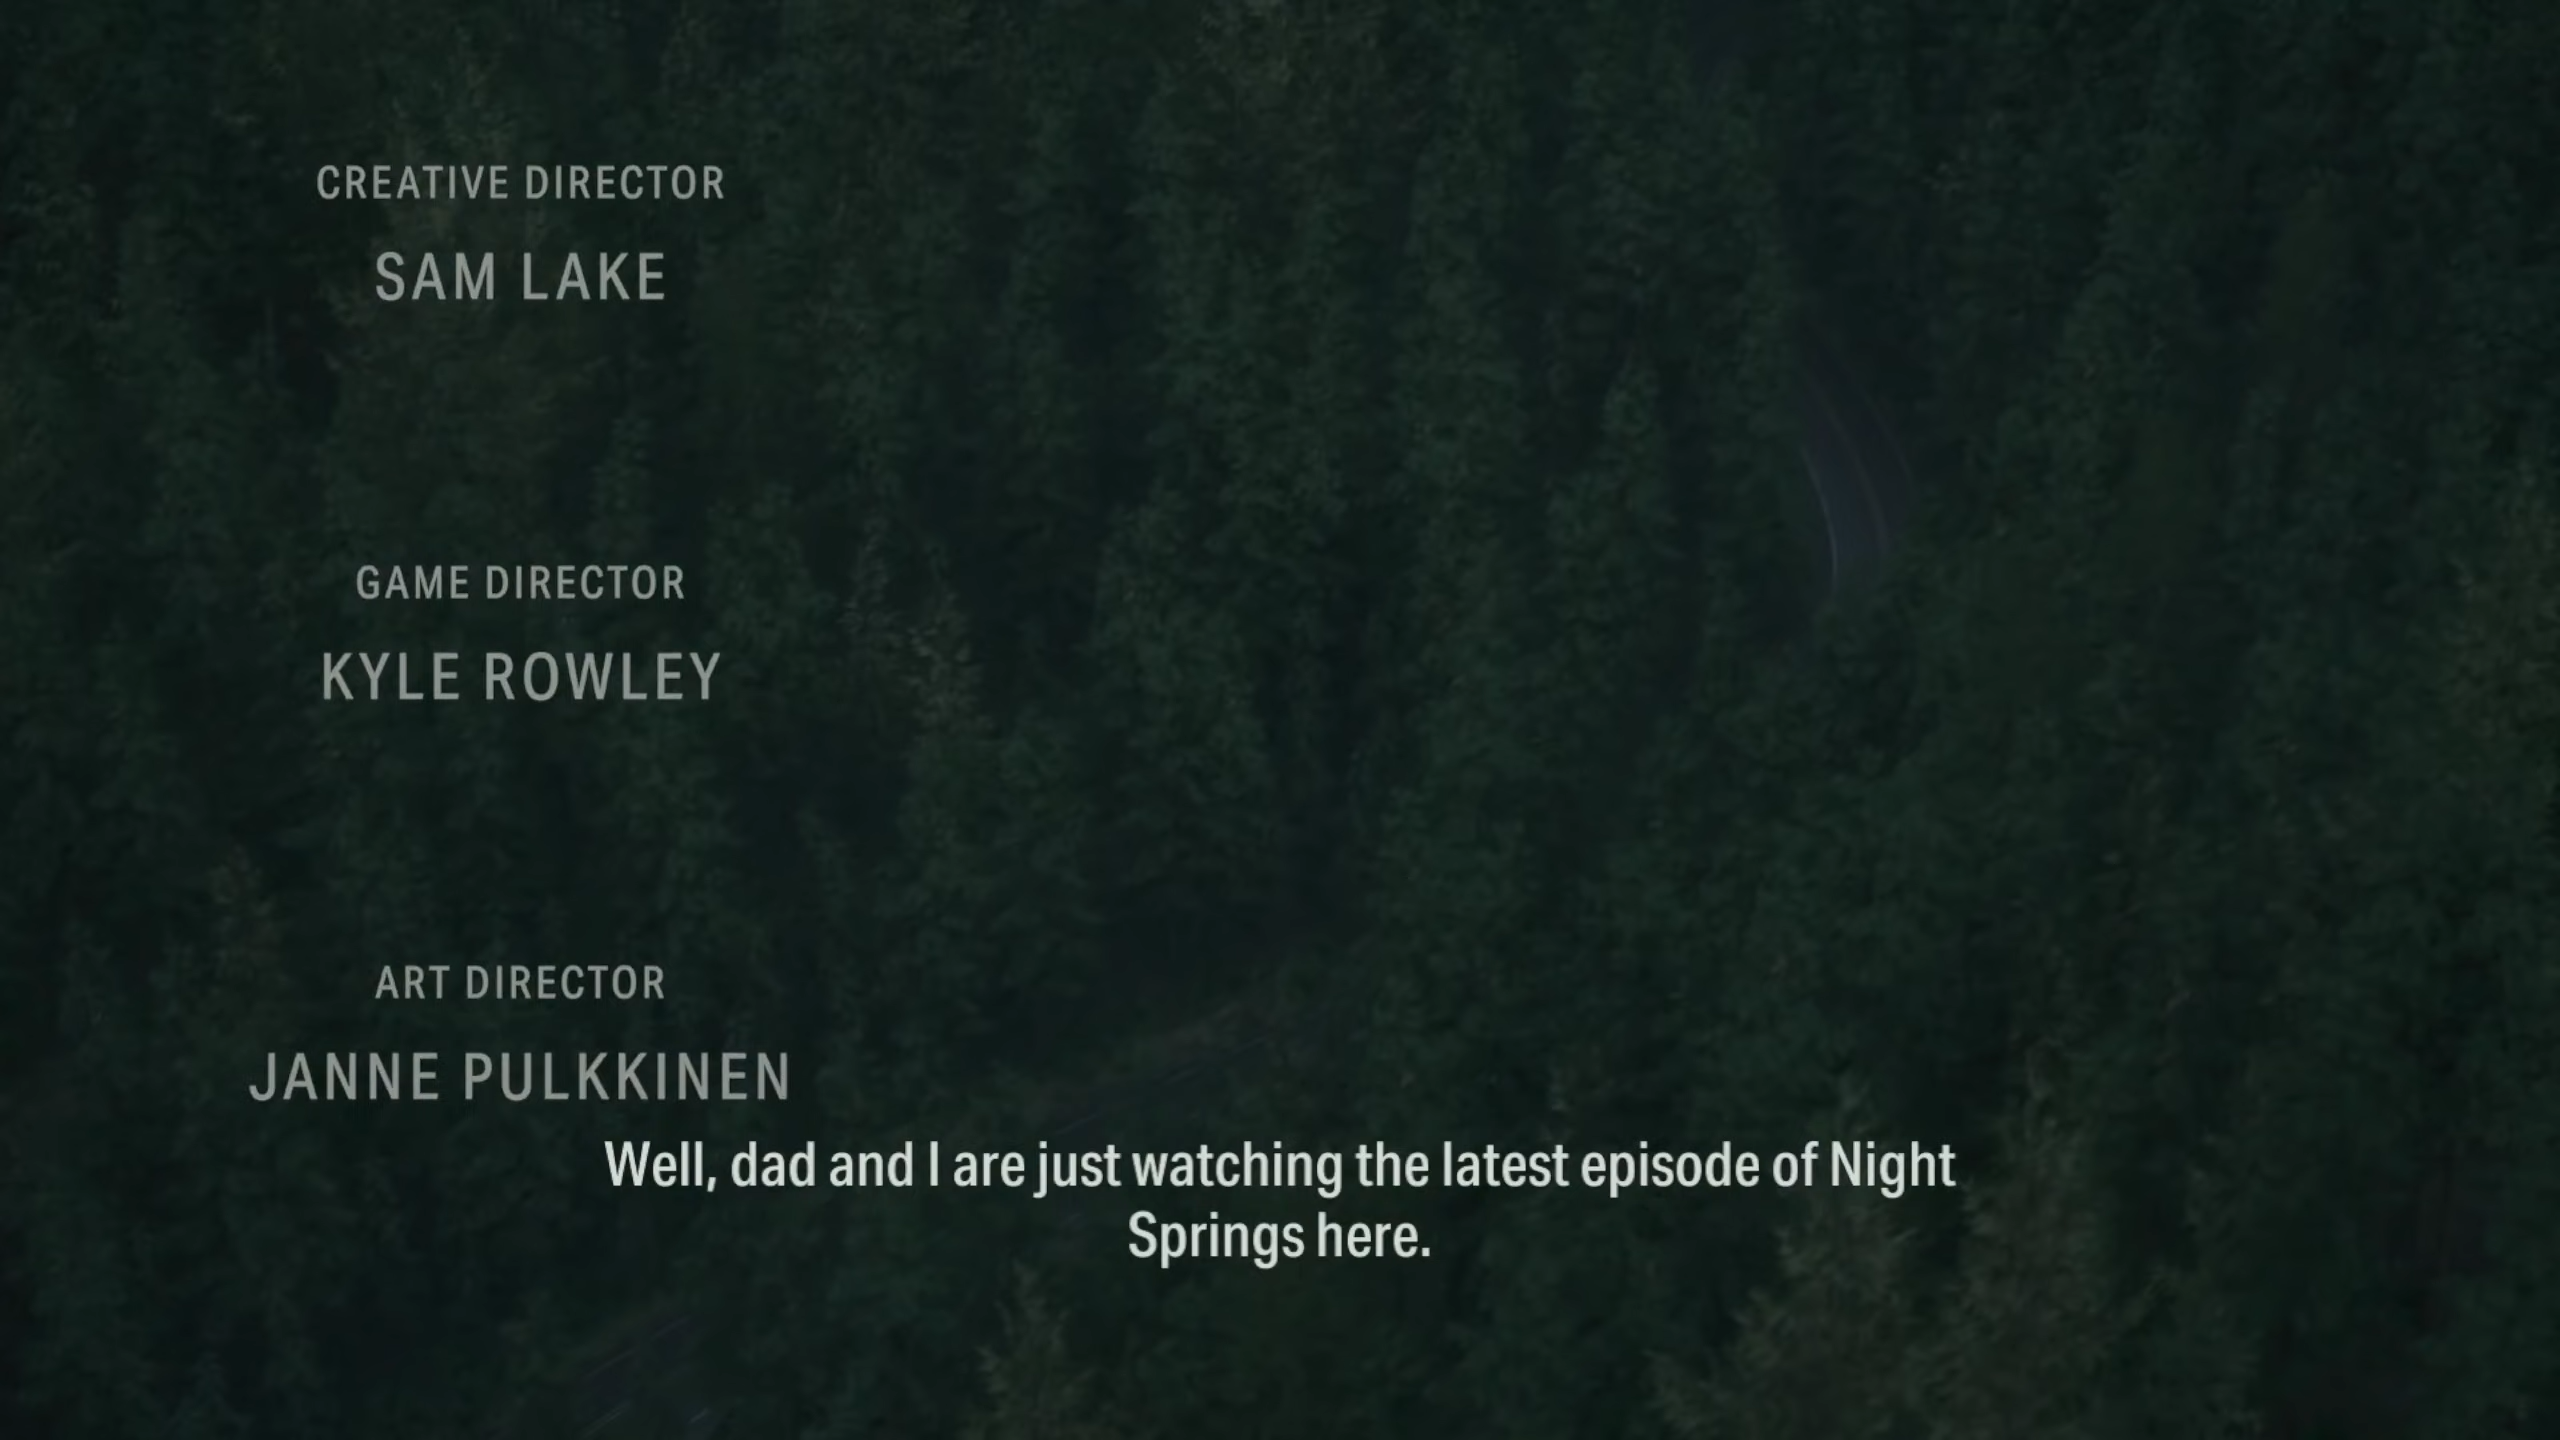 CREATIVE DIRECTOR
SAM LAKE
GAME DIRECTOR
KYLE ROWLEY
ART DIRECTOR
JANNE PULKKINEN
Well, dad and I are just watching the latest episode of Night
Springs here.